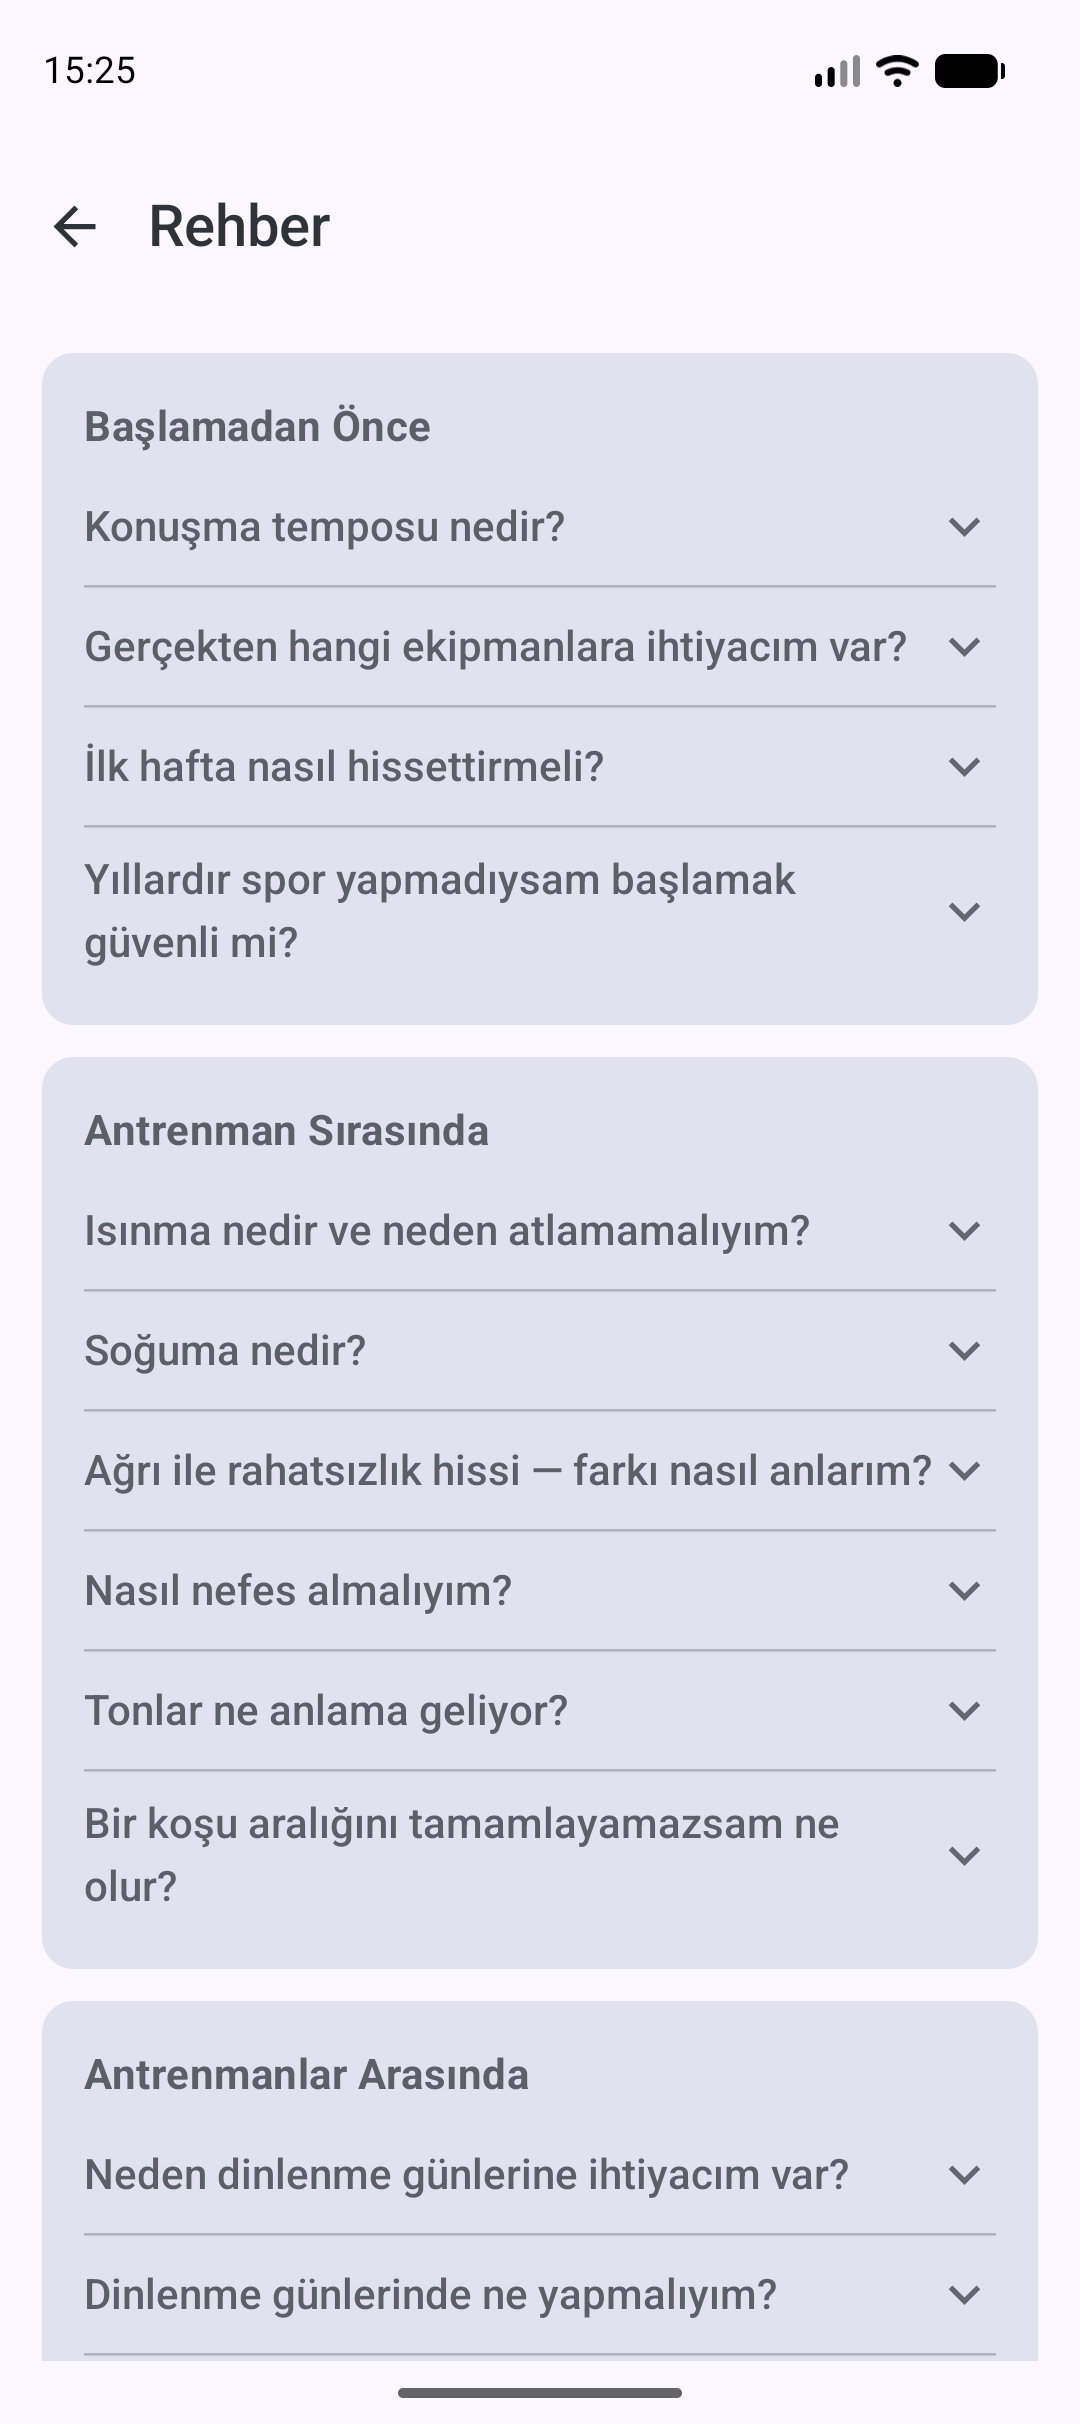 15:25
Rehber
Başlamadan Önce
Konuşma temposu nedir?
Gerçekten hangi ekipmanlara ihtiyacım var?
İlk hafta nasıl hissettirmeli?
Yıllardır spor yapmadıysam başlamak
güvenli mi?
Antrenman Sırasında
Isınma nedir ve neden atlamamalıyım?
Soğuma nedir?
Ağrı ile rahatsızlık hissi — farkı nasıl anlarım?
Nasıl nefes almalıyım?
Tonlar ne anlama geliyor?
Bir koşu aralığını tamamlayamazsam ne
olur?
Antrenmanlar Arasında
Neden dinlenme günlerine ihtiyacım var?
Dinlenme günlerinde ne yapmalıyım?